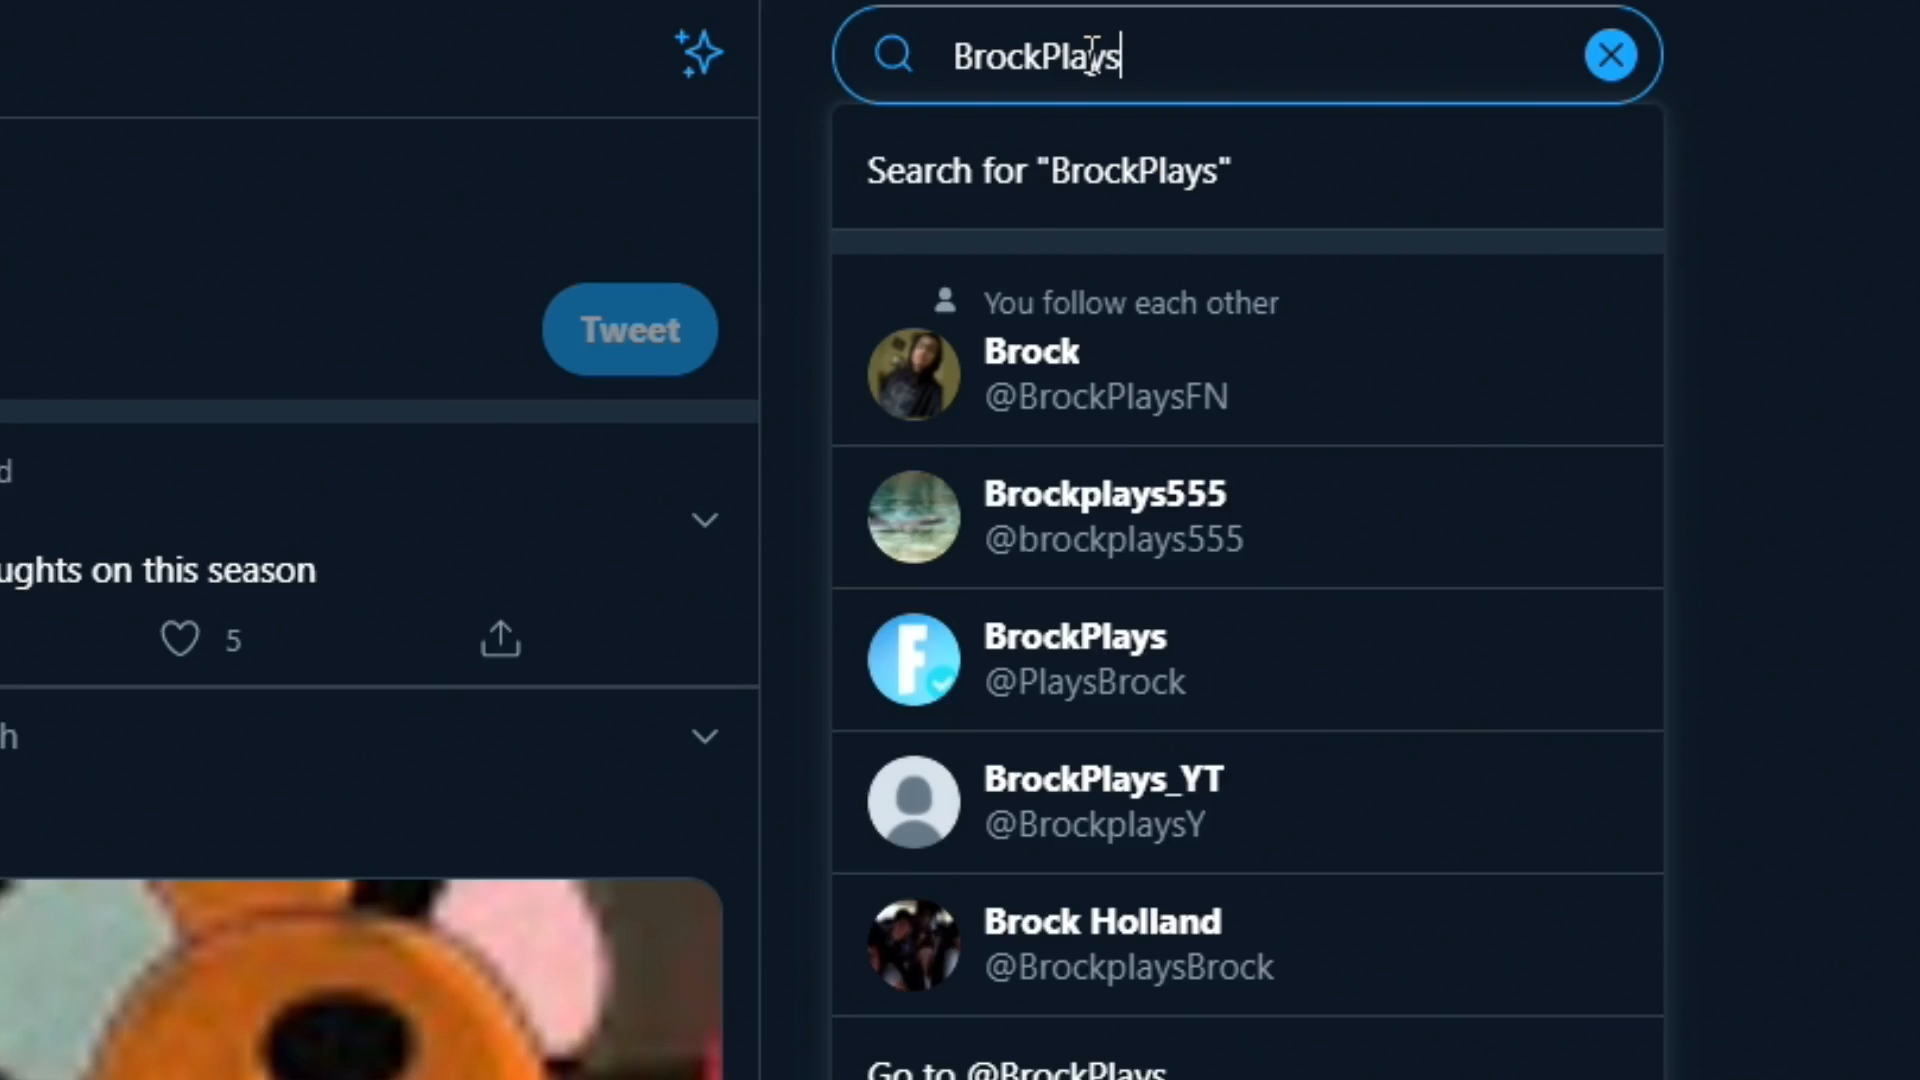 BrockPlays
Search for "BrockPlays"
You follow each other
Brock
@BrockPlaysFN
Tweet
Brockplays555
@brockplays555
d
ughts on this season
5
BrockPlays
@PlaysBrock
F
h
BrockPlays_YT
@BrockplaysY
Brock Holland
@BrockplaysBrock
Go to @BrockPlays